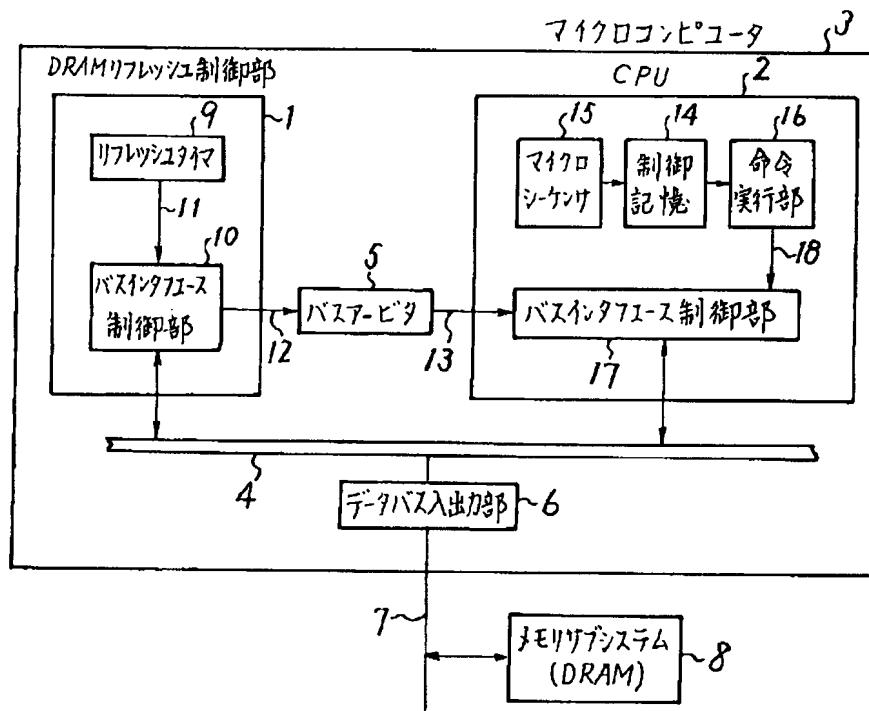 マイクロコンピュータ
3
DRAMリフレッシュ制御部
CPU
2
1
9
リフレッシュタイマ
15
14
16
マイクロ
シーケンサ
制御
記憶
命令
実行部
11
18
10
バスインタフエース
制御部
5
バスアービタ
バスインタフエース制御部
12
13
17
4
データバス入出力部
6
7
メモリサブシステム
(DRAM)
8